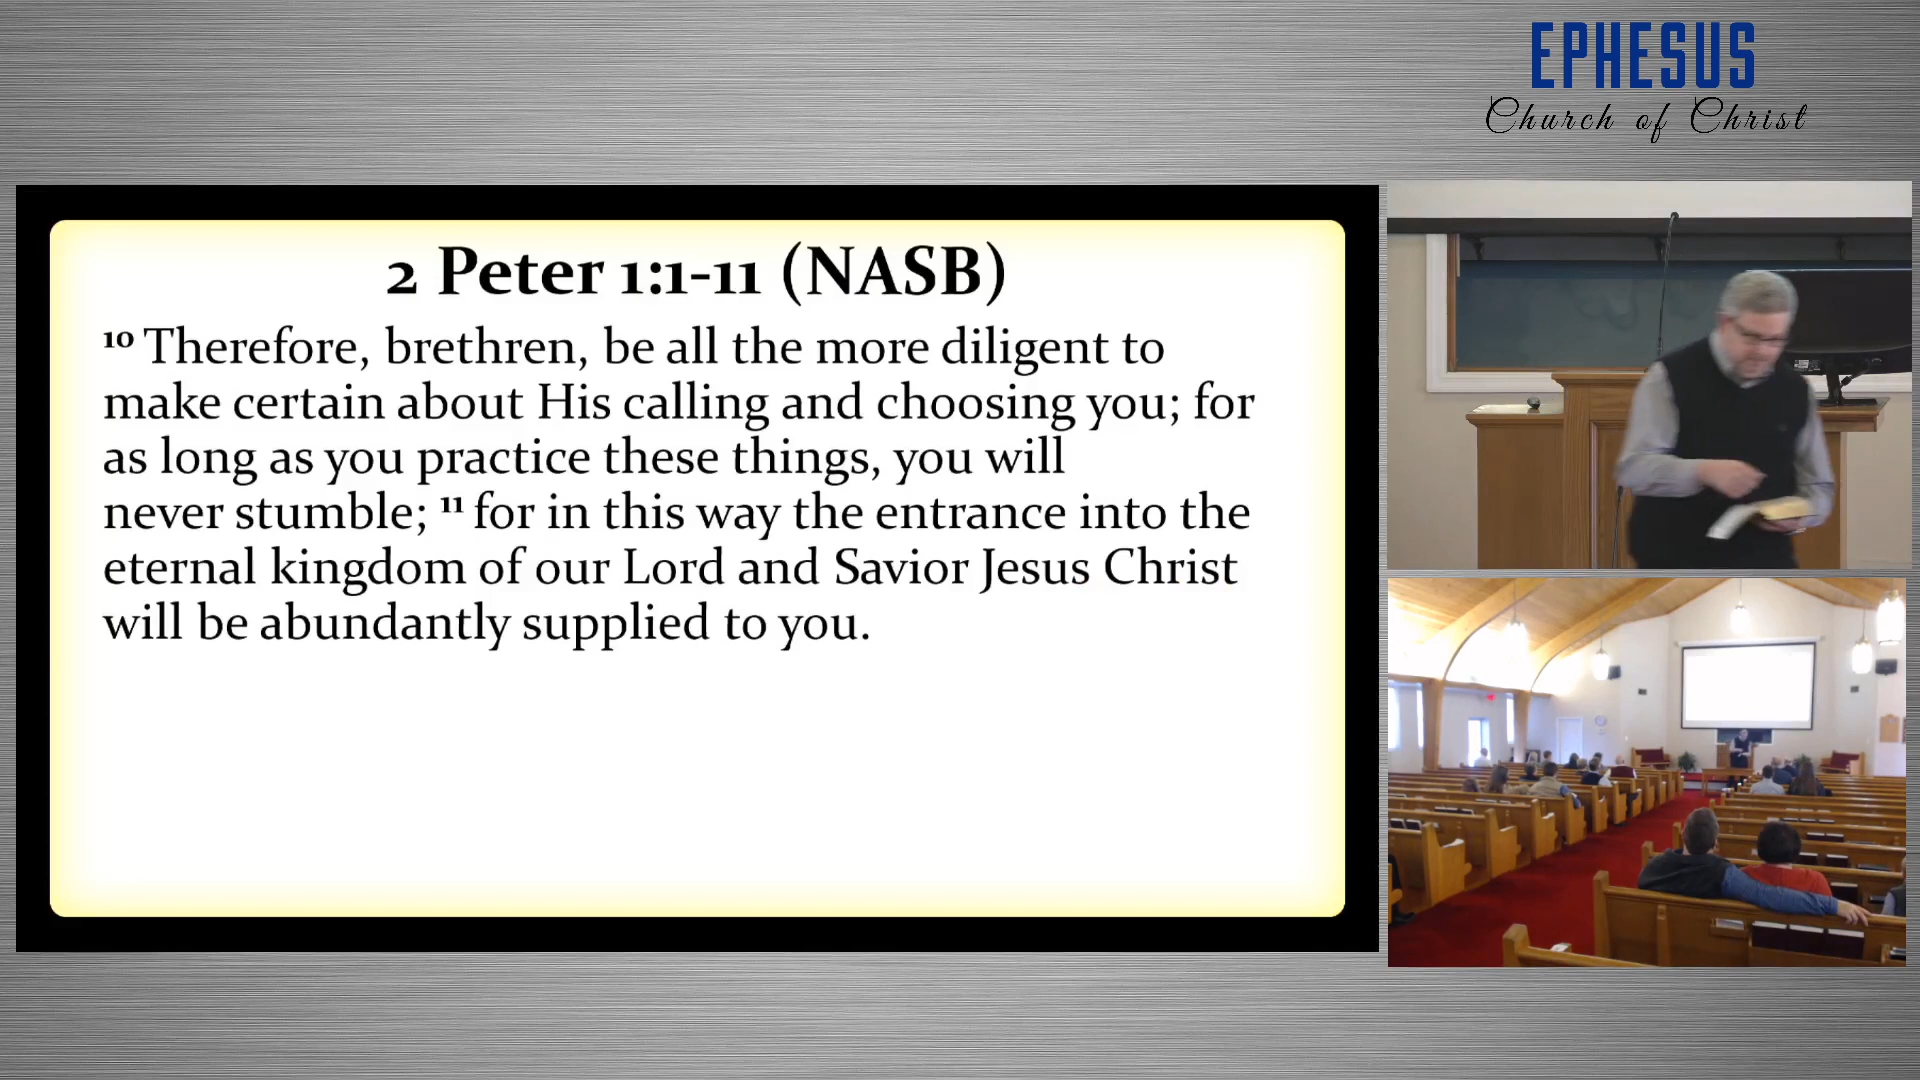 EPHESUS
Church of Christ
2 Peter 1:1-11 (NASB)
10 Therefore, brethren, be all the more diligent to
make certain about His calling and choosing you; for
as long as you practice these things, you will
never stumble; 11 for in this way the entrance into the
eternal kingdom of our Lord and Savior Jesus Christ
will be abundantly supplied to you.